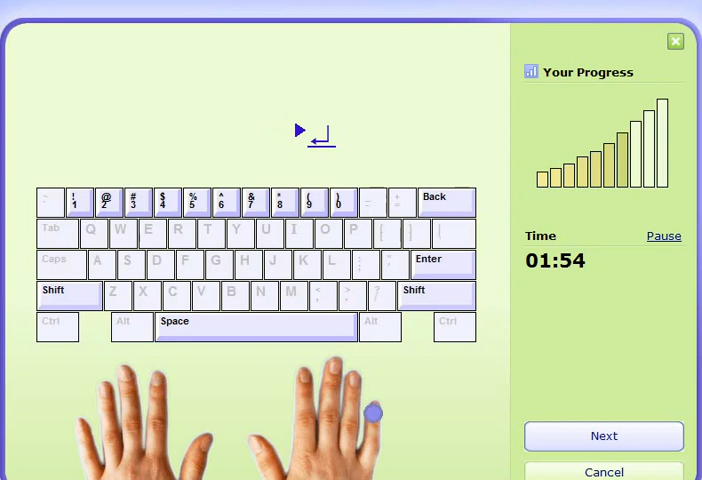 Your Progress
~ ! @ # $ % ^ & * ( ) _ + Back
` 1 2 3 4 5 6 7 8 9 0 - =
Tab Q W E R T Y U I O P [ ] |
Caps A S D F G H J K L : " Enter
; '
Shift Z X C V B N M < > ? Shift
, . /
Ctrl Alt Space Alt Ctrl
Time Pause
01:54
Next
Cancel